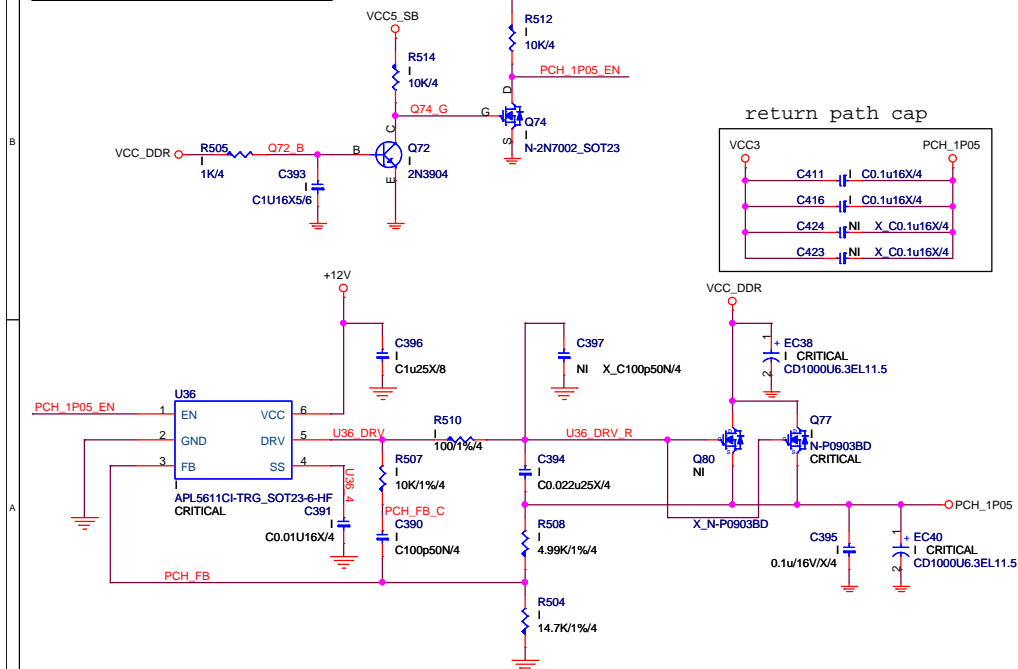 VCC5_SB
R512
I
10K/4
R514
I
10K/4
PCH_1P05_EN
D
Q74_G
G
Q74
I
N-2N7002_SOT23
S
return path cap
B
VCC_DDR
R505
I
1K/4
Q72_B
B
C
Q72
I
2N3904
E
C393
I
C1U16X5/6
VCC3
PCH_1P05
C411
I
C0.1u16X/4
C416
I
C0.1u16X/4
C424
NI
X_C0.1u16X/4
C423
NI
X_C0.1u16X/4
+12V
VCC_DDR
C396
I
C1u25X/8
C397
NI
X_C100p50N/4
1
+
EC38
I
CRITICAL
2
CD1000U6.3EL11.5
U36
PCH_1P05_EN
1
EN
VCC
6
2
GND
DRV
5
3
FB
SS
4
I
APL5611CI-TRG_SOT23-6-HF
CRITICAL
U36_DRV
R510
I
100/1%/4
U36_DRV_R
Q77
I
N-P0903BD
CRITICAL
Q80
NI
X_N-P0903BD
R507
I
10K/1%/4
U36_4
C391
I
C0.01U16X/4
PCH_FB_C
C390
I
C100p50N/4
C394
I
C0.022u25X/4
A
PCH_1P05
R508
I
4.99K/1%/4
C395
I
0.1u/16V/X/4
1
+
EC40
I
CRITICAL
2
CD1000U6.3EL11.5
PCH_FB
R504
I
14.7K/1%/4